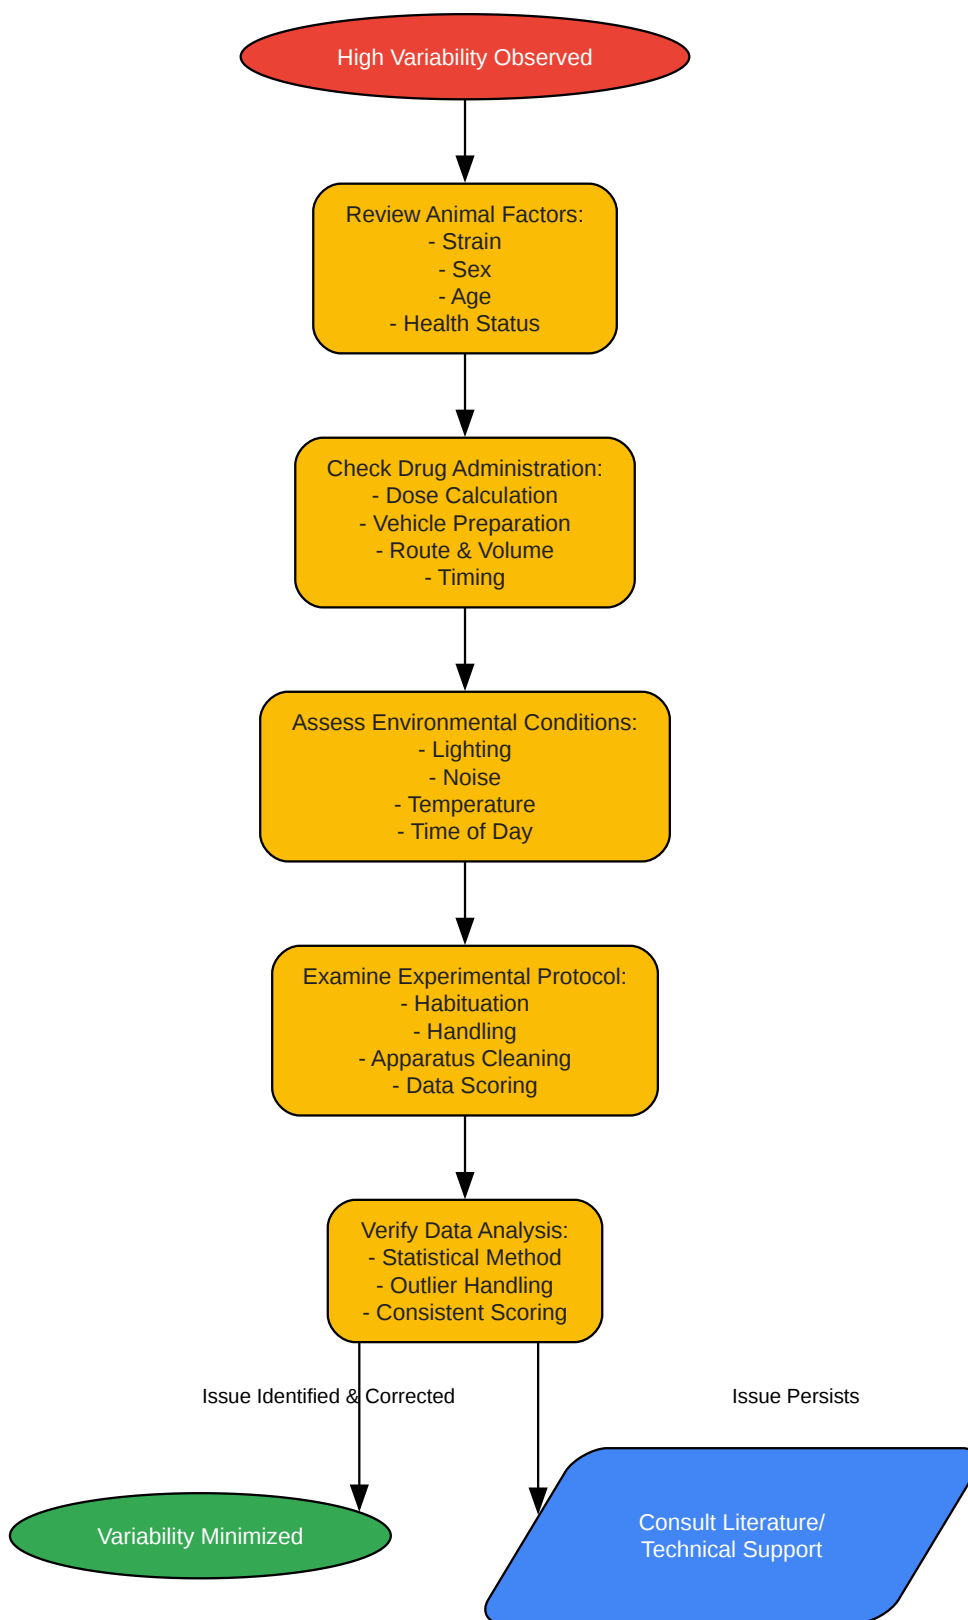 High Variability Observed
Review Animal Factors:
- Strain
- Sex
- Age
- Health Status
Check Drug Administration:
- Dose Calculation
- Vehicle Preparation
- Route & Volume
- Timing
Assess Environmental Conditions:
- Lighting
- Noise
- Temperature
- Time of Day
Examine Experimental Protocol:
- Habituation
- Handling
- Apparatus Cleaning
- Data Scoring
Verify Data Analysis:
- Statistical Method
- Outlier Handling
- Consistent Scoring
Issue Identified & Corrected
Issue Persists
Variability Minimized
Consult Literature/
Technical Support